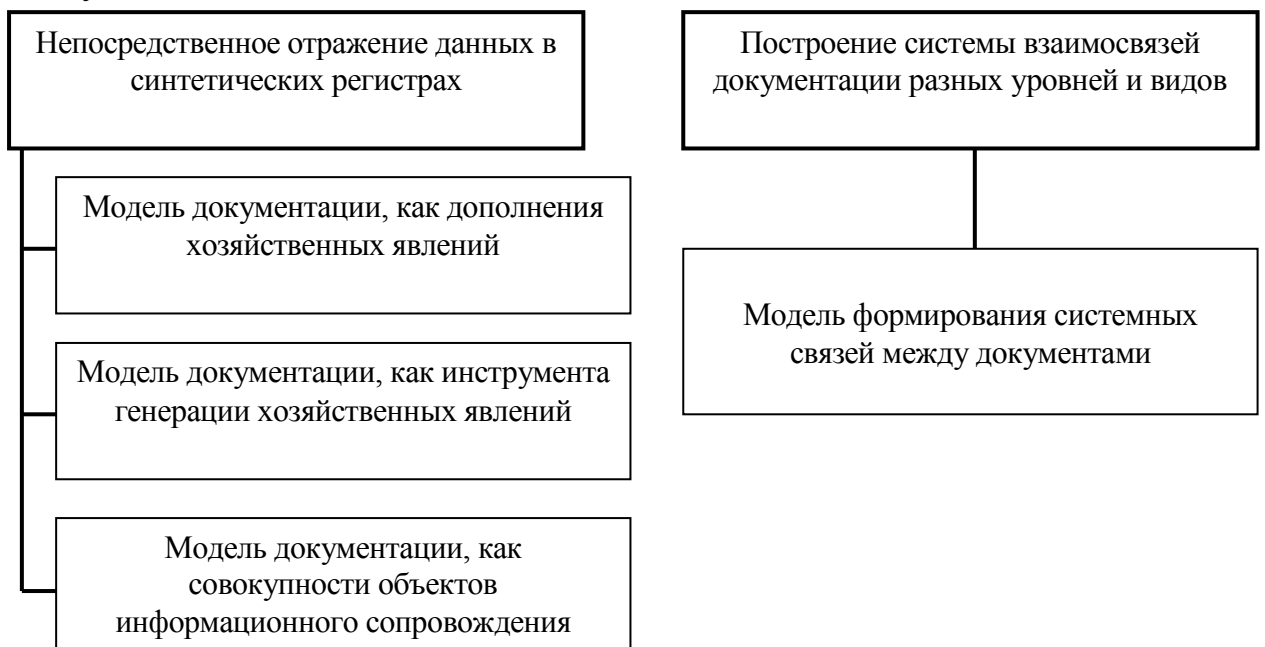 Непосредственное отражение данных в
синтетических регистрах
Модель документации, как дополнения
хозяйственных явлений
Модель документации, как инструмента
генерации хозяйственных явлений
Модель документации, как
совокупности объектов
информационного сопровождения
Построение системы взаимосвязей
документации разных уровней и видов
Модель формирования системных
связей между документами